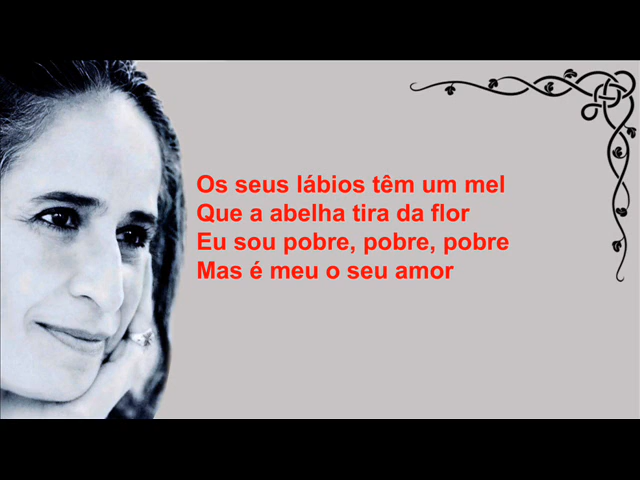 Os seus lábios têm um mel
Que a abelha tira da flor
Eu sou pobre, pobre, pobre
Mas é meu o seu amor